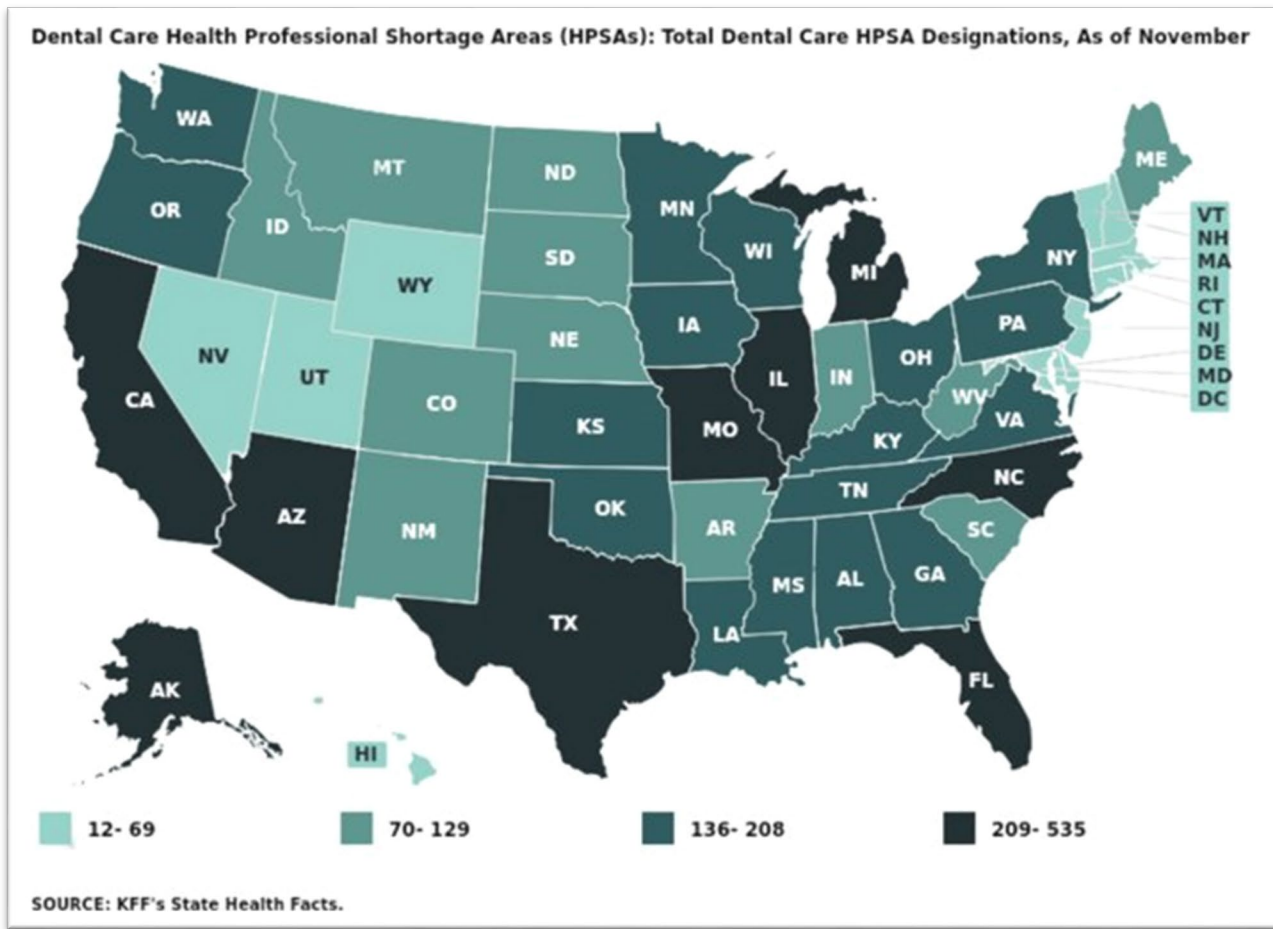 Dental Care Health Professional Shortage Areas (HPSAs): Total Dental Care HPSA Designations, As of November
WA
OR
ID
MT
ND
SD
MN
WI
MI
ME
VT
NH
MA
RI
CT
NJ
DE
MD
DC
NY
PA
WY
NE
IA
NV
UT
CO
CA
KS
MO
IL
IN
OH
WV
VA
KY
NC
TN
SC
AZ
NM
OK
AR
MS
AL
GA
LA
TX
FL
AK
HI
12- 69
70- 129
136- 208
209- 535
SOURCE: KFF's State Health Facts.